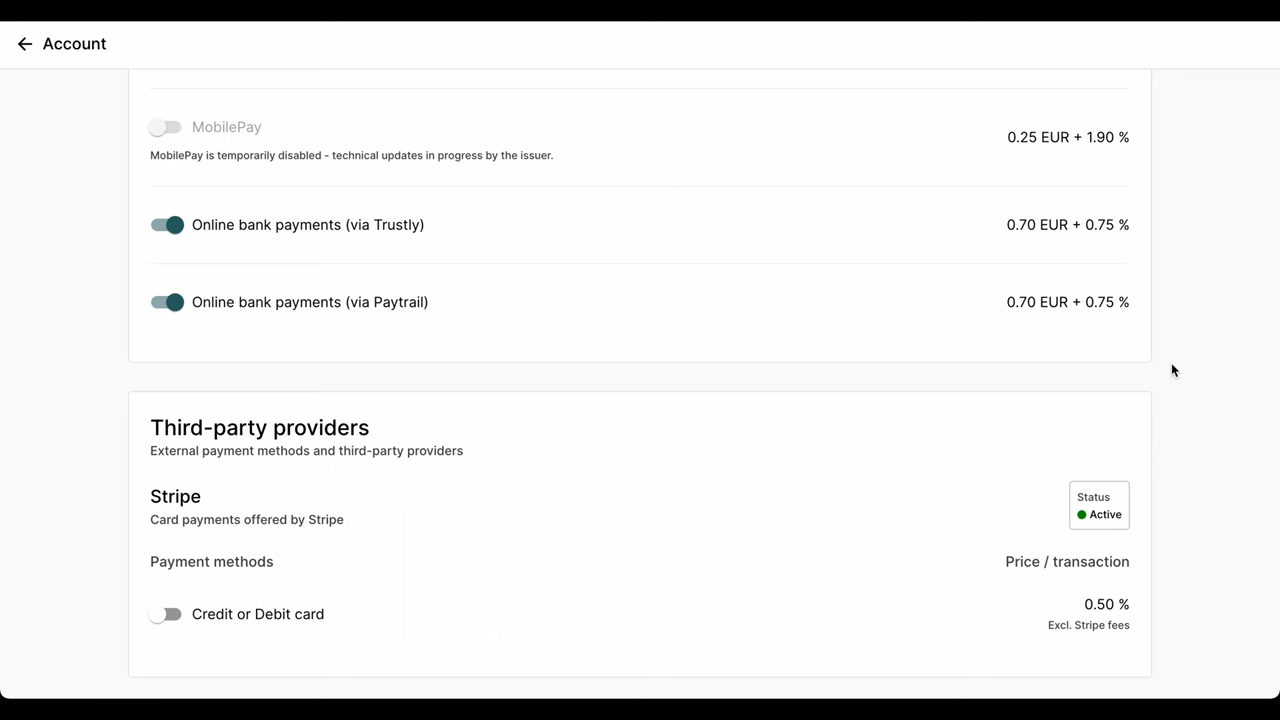 Account
MobilePay
0.25 EUR + 1.90 %
MobilePay is temporarily disabled - technical updates in progress by the issuer.
Online bank payments (via Trustly)
0.70 EUR + 0.75 %
Online bank payments (via Paytrail)
0.70 EUR + 0.75 %
Third-party providers
External payment methods and third-party providers
Stripe
Card payments offered by Stripe
Status
Active
Payment methods
Price / transaction
Credit or Debit card
0.50 %
Excl. Stripe fees